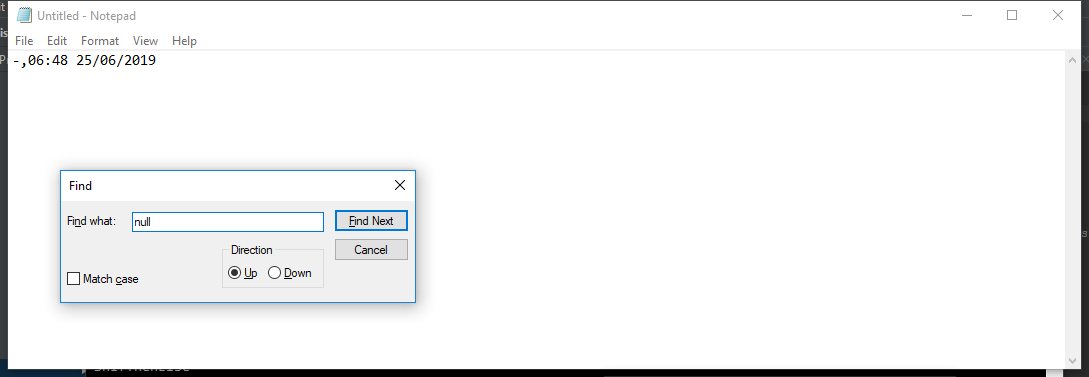 Untitled - Notepad
File Edit Format View Help
-,06:48 25/06/2019
Find
Find what: null Find Next
Direction Cancel
Up Down
Match case